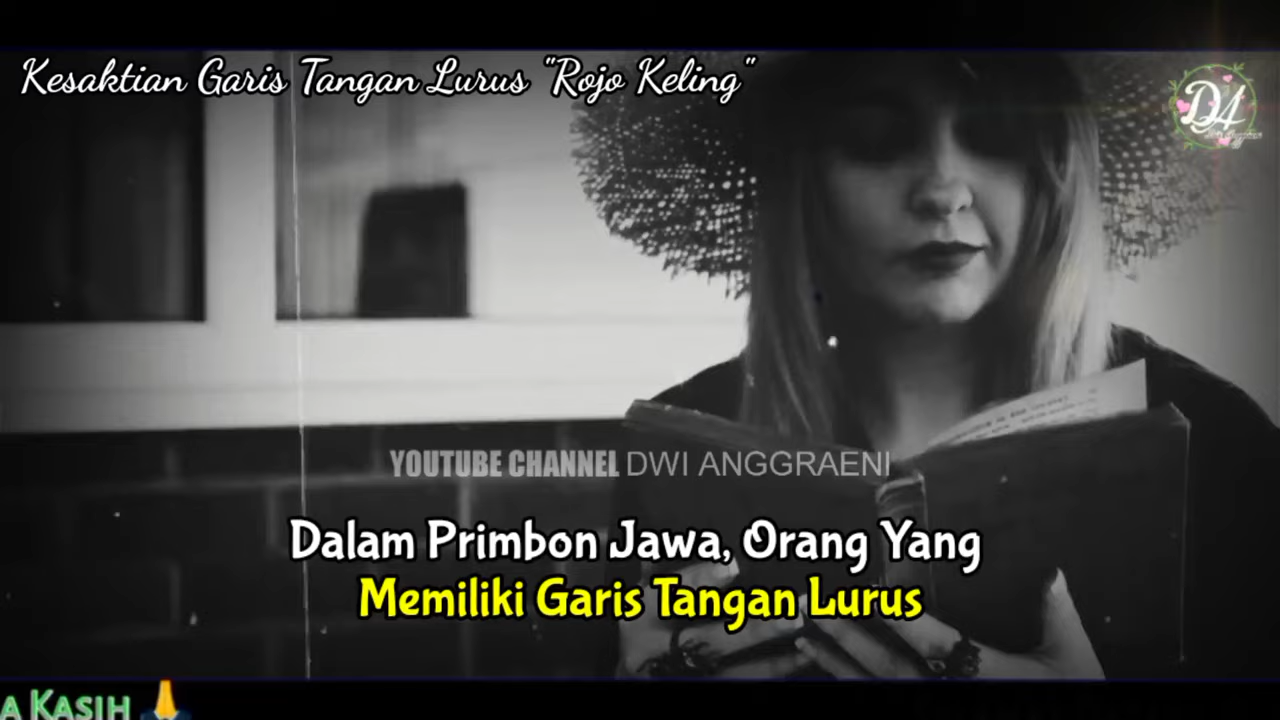 Kesaktian Garis Tangan Lurus "Rojo Keling"
DA
YOUTUBE CHANNEL DWI ANGGRAENI
Dalam Primbon Jawa, Orang Yang
Memiliki Garis Tangan Lurus
A KASIH 🙏